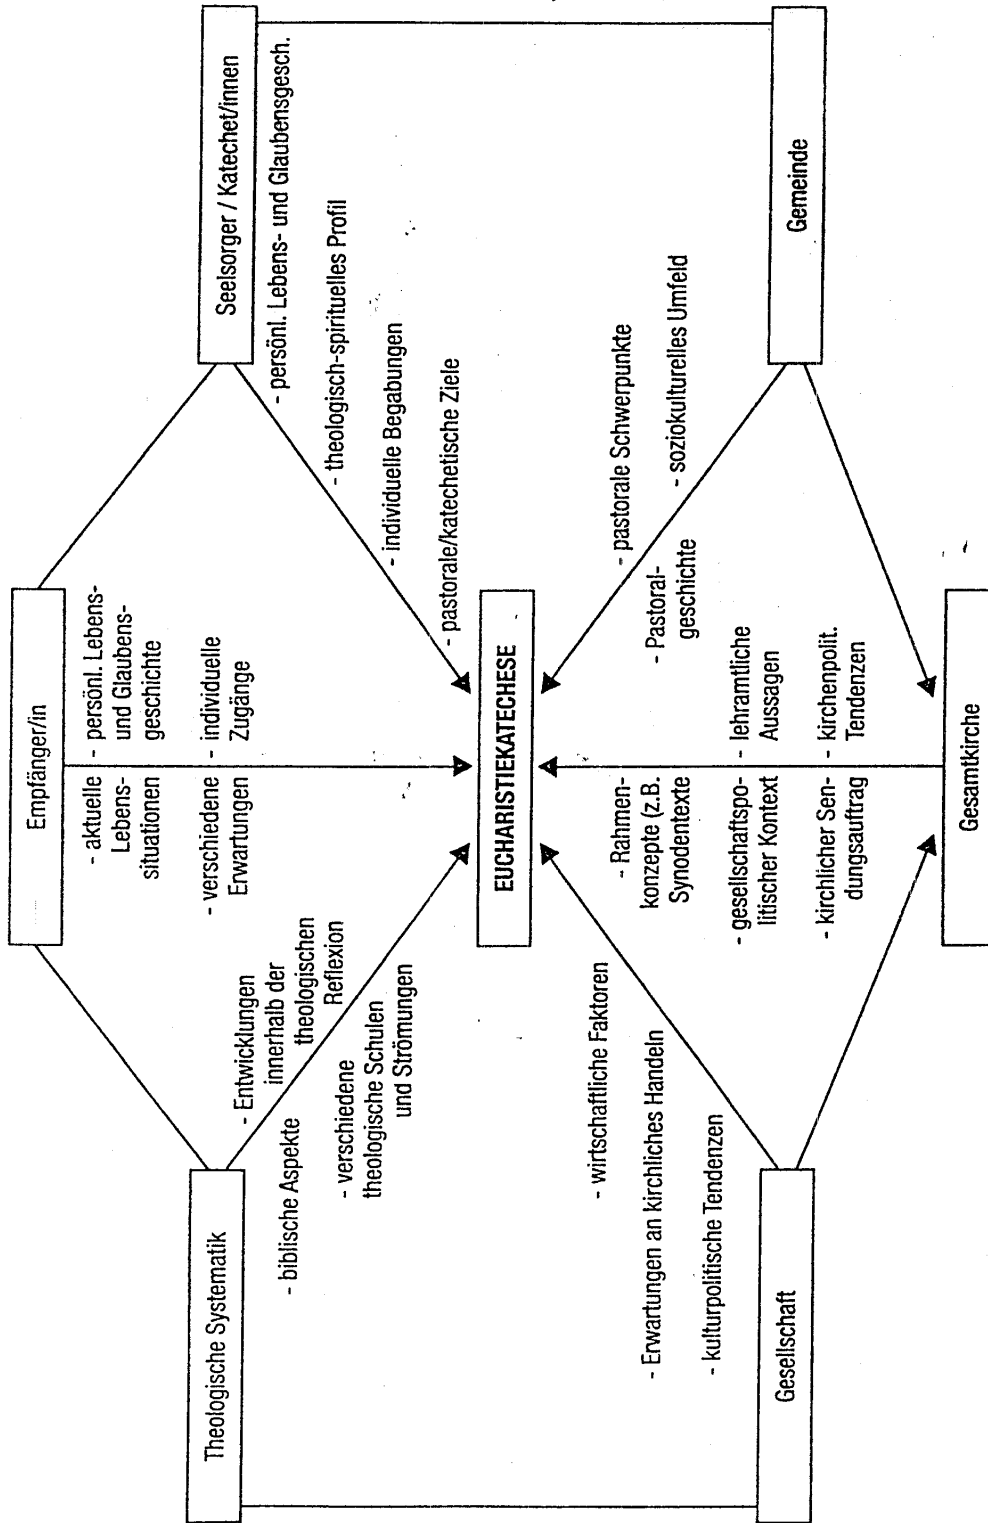 Empfänger/in
- aktuelle
Lebens-
situationen
- verschiedene
Erwartungen
- persönl. Lebens-
und Glaubens-
geschichte
- individuelle
Zugänge
Theologische Systematik
- biblische Aspekte
- Entwicklungen
innerhalb der
theologischen
Reflexion
- verschiedene
theologische Schulen
und Strömungen
Seelsorger / Katechet/innen
- persönl. Lebens- und Glaubensgesch.
- theologisch-spirituelles Profil
- individuelle Begabungen
- pastorale/katechetische Ziele
EUCHARISTIEKATECHESE
- wirtschaftliche Faktoren
- Erwartungen an kirchliches Handeln
- kulturpolitische Tendenzen
Gesellschaft
- Rahmen-
konzepte (z.B.
Synodentexte
- gesellschaftspo-
litischer Kontext
- kirchlicher Sen-
dungsauftrag
- lehramtliche
Aussagen
- kirchenpolit.
Tendenzen
- Pastoral-
geschichte
- pastorale Schwerpunkte
- soziokulturelles Umfeld
Gemeinde
Gesamtkirche